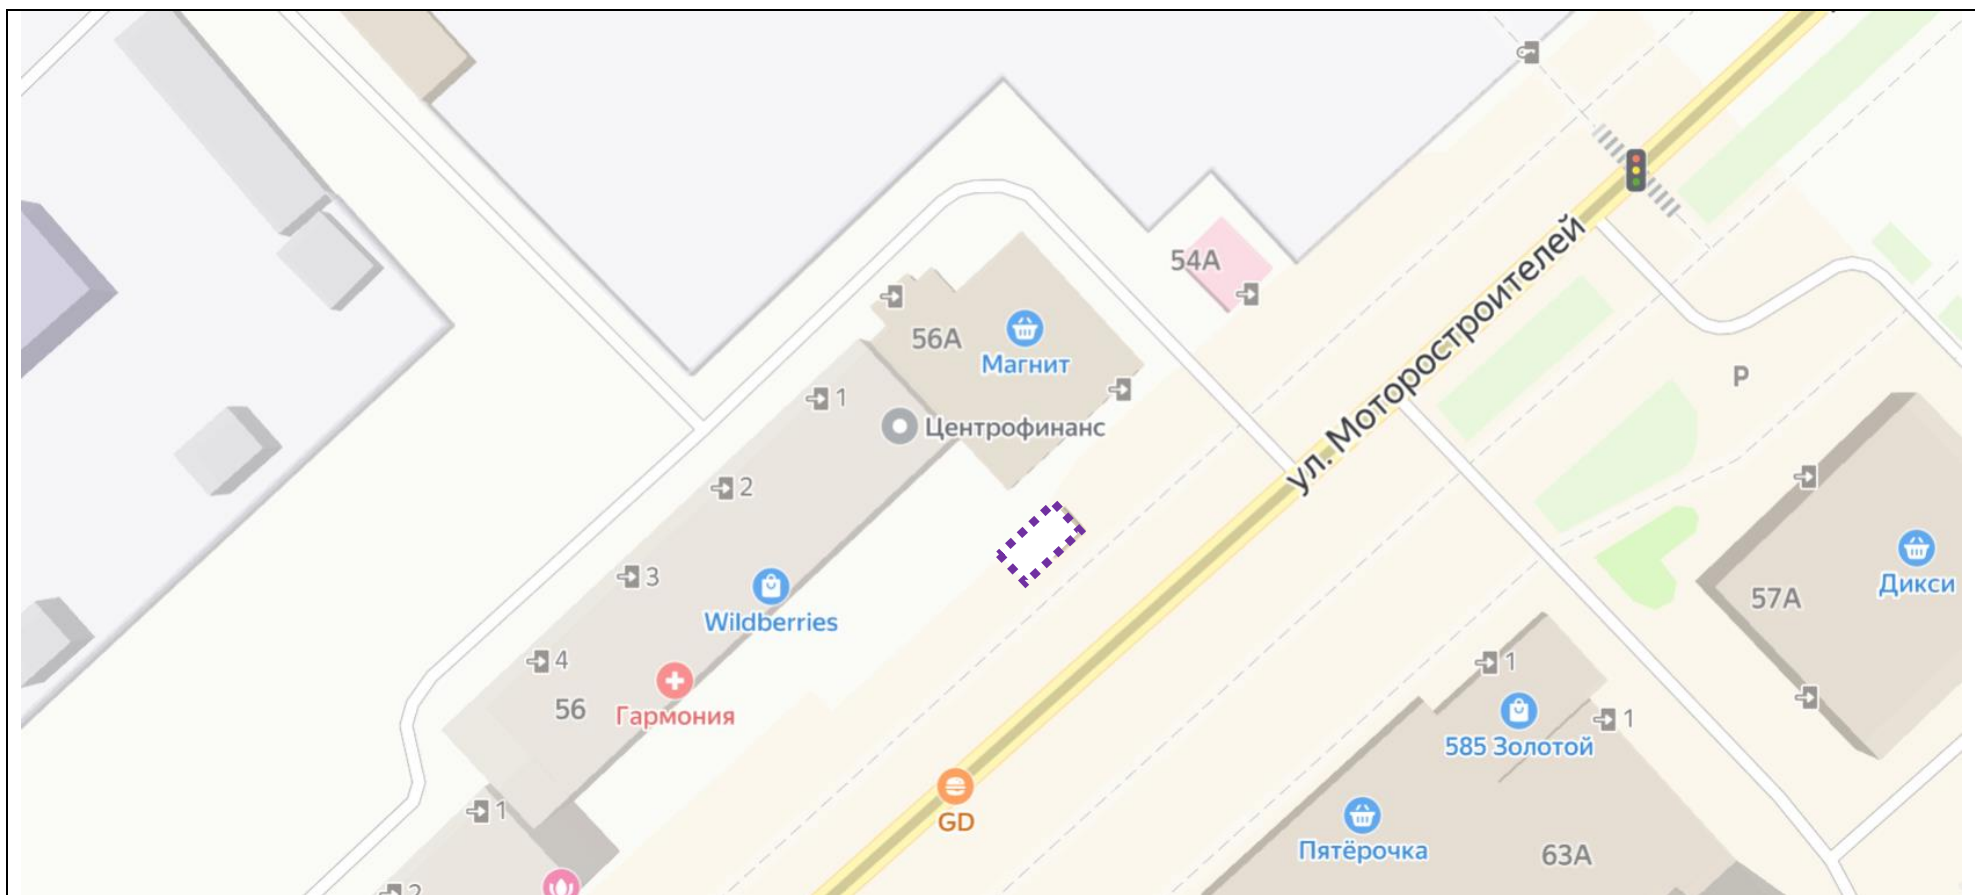 54А
ул. Моторостроителей
56А
Магнит
P
1
Центрофинанс
2
3
Wildberries
4
56
Гармония
57А
Дикси
1
585 Золотой
1
1
GD
Пятёрочка
63А
2